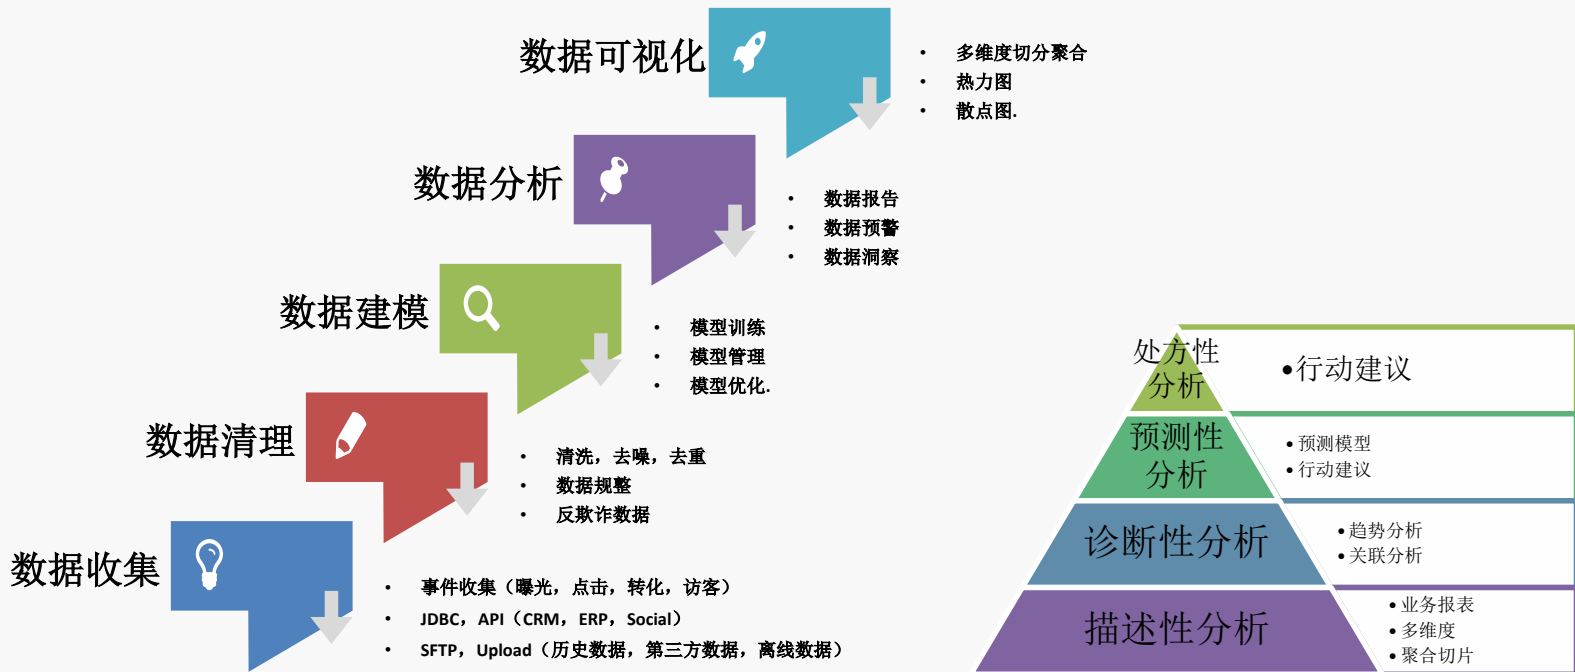 数据可视化
• 多维度切分聚合
• 热力图
• 散点图.
数据分析
• 数据报告
• 数据预警
• 数据洞察
数据建模
• 模型训练
• 模型管理
• 模型优化.
数据清理
• 清洗，去噪，去重
• 数据规整
• 反欺诈数据
数据收集
• 事件收集（曝光，点击，转化，访客）
• JDBC，API（CRM，ERP，Social）
• SFTP，Upload（历史数据，第三方数据，离线数据）
处方性
分析
•行动建议
预测性
分析
•预测模型
•行动建议
诊断性分析
•趋势分析
•关联分析
描述性分析
•业务报表
•多维度
•聚合切片